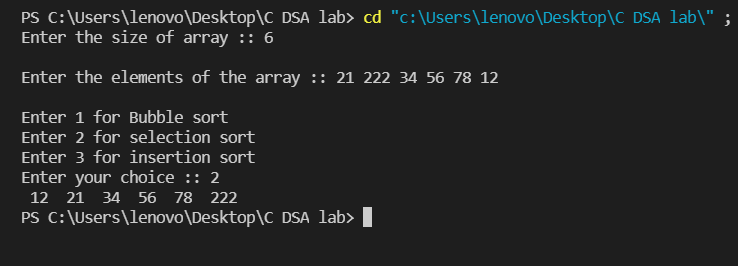 PS C:\Users\lenovo\Desktop\C DSA lab> cd "c:\Users\lenovo\Desktop\C DSA lab\" ;
Enter the size of array :: 6
Enter the elements of the array :: 21 222 34 56 78 12
Enter 1 for Bubble sort
Enter 2 for selection sort
Enter 3 for insertion sort
Enter your choice :: 2
12 21 34 56 78 222
PS C:\Users\lenovo\Desktop\C DSA lab>